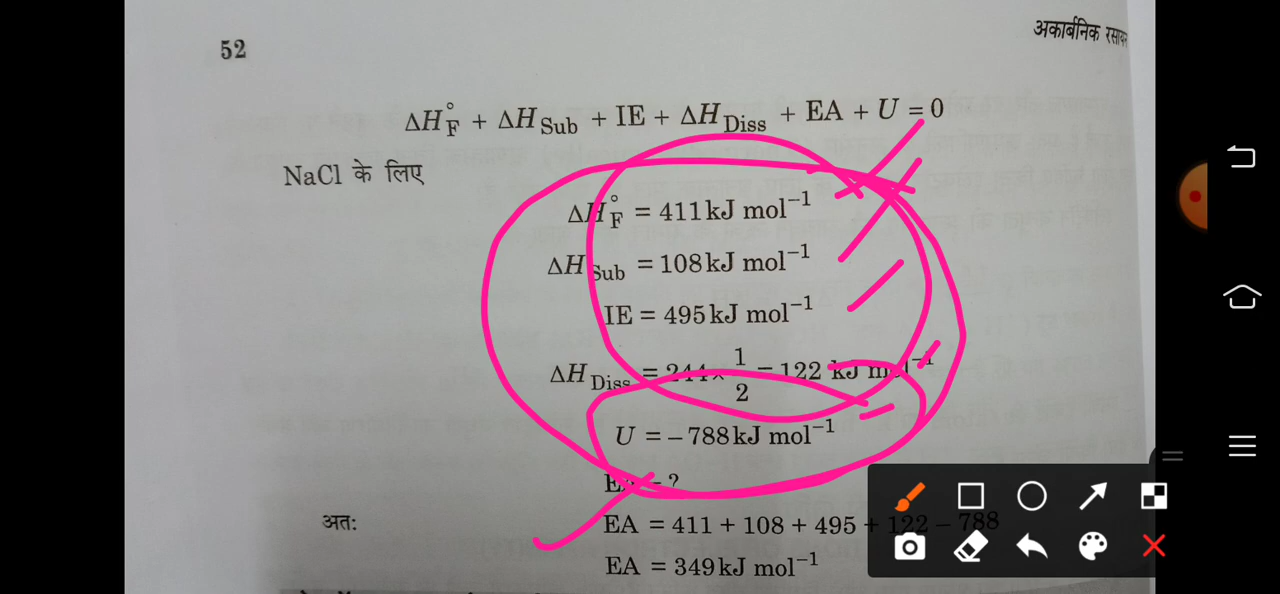 52
अकार्बनिक रसायन
ΔH°F + ΔHSub + IE + ΔHDiss + EA + U = 0
NaCl के लिए
ΔH°F = 411 kJ mol⁻¹
ΔHSub = 108 kJ mol⁻¹
IE = 495 kJ mol⁻¹
ΔHDiss = 244 × 1/2 = 122 kJ mol⁻¹
U = – 788 kJ mol⁻¹
EA = ?
अतः EA = 411 + 108 + 495 + 122 – 788
EA = 349 kJ mol⁻¹